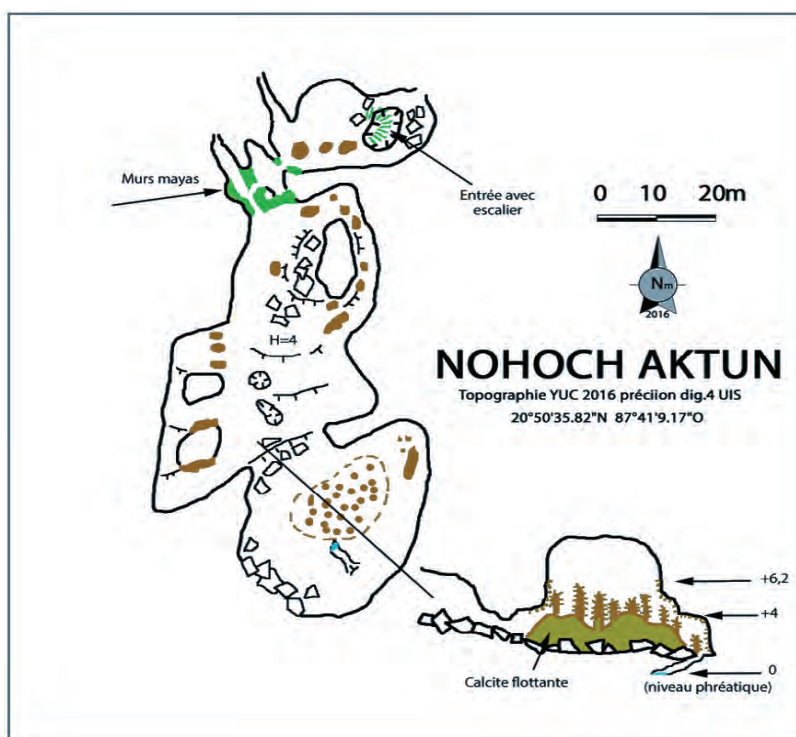 Murs mayas
Entrée avec
escalier
0 10 20m
Nm
2016
H=4
NOHOCH AKTUN
Topographie YUC 2016 préciion dig.4 UIS
20°50'35.82"N 87°41'9.17"O
+6,2
+4
0
(niveau phréatique)
Calcite flottante